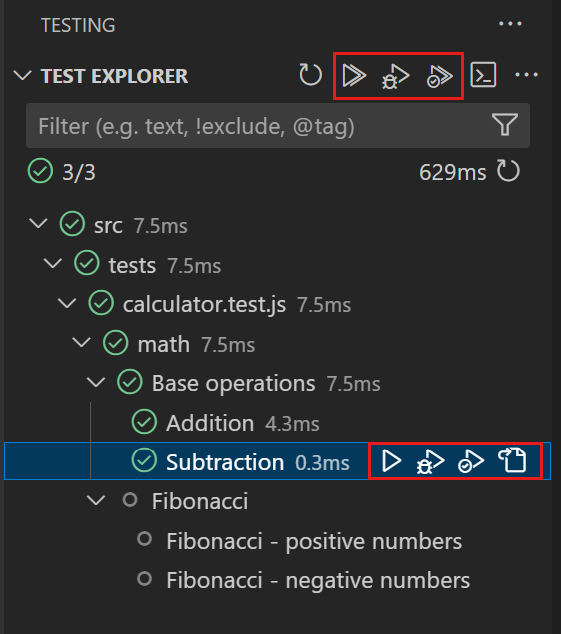 TESTING
TEST EXPLORER
Filter (e.g. text, !exclude, @tag)
3/3 629ms
src 7.5ms
tests 7.5ms
calculator.test.js 7.5ms
math 7.5ms
Base operations 7.5ms
Addition 4.3ms
Subtraction 0.3ms
Fibonacci
Fibonacci - positive numbers
Fibonacci - negative numbers